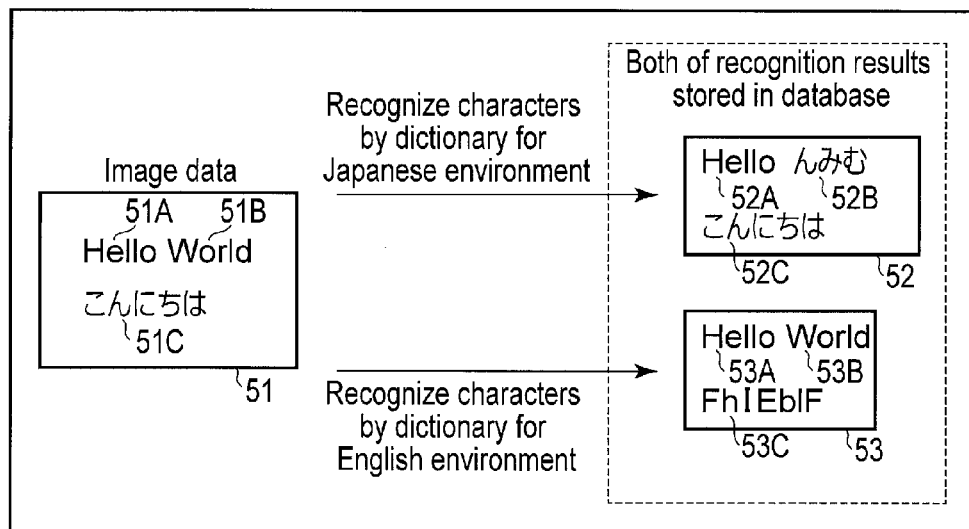 Image data
51A 51B
Hello World
こんにちは
51C
51
Recognize characters
by dictionary for
Japanese environment
Recognize characters
by dictionary for
English environment
Both of recognition results
stored in database
Hello んみむ
52A 52B
こんにちは
52C
52
Hello World
53A 53B
FhIEblF
53C
53